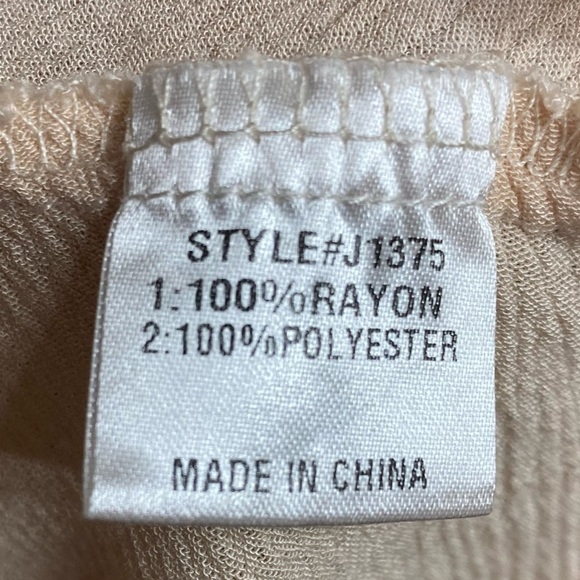 STYLE#J1375
1:100%RAYON
2:100%POLYESTER
MADE IN CHINA